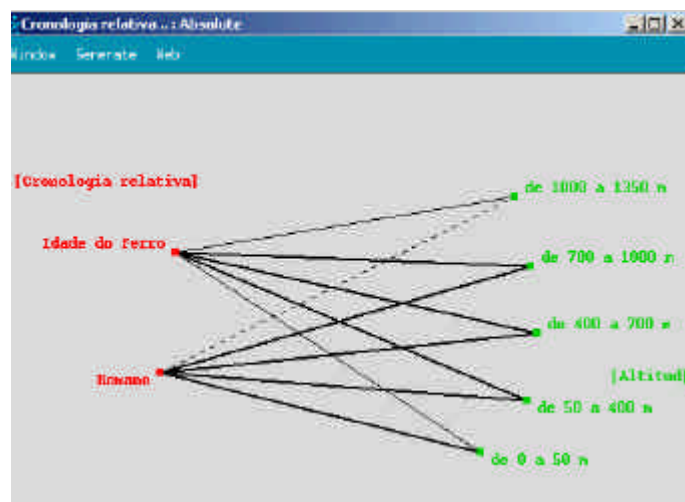 Cronologia relativa .. : Absolute
Window Generate Web
[Cronologia relativa]
de 1000 a 1350 m
Idade do ferro
de 700 a 1000 m
de 400 a 700 m
Romano
[Altitud]
de 50 a 400 m
de 0 a 50 m